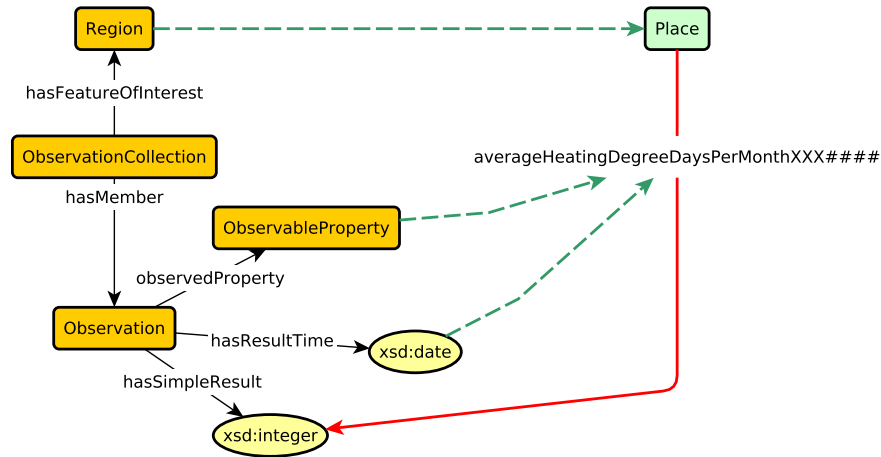 Region
Place
hasFeatureOfInterest
ObservationCollection
averageHeatingDegreeDaysPerMonthXXX####
hasMember
ObservableProperty
observedProperty
Observation
hasResultTime
xsd:date
hasSimpleResult
xsd:integer